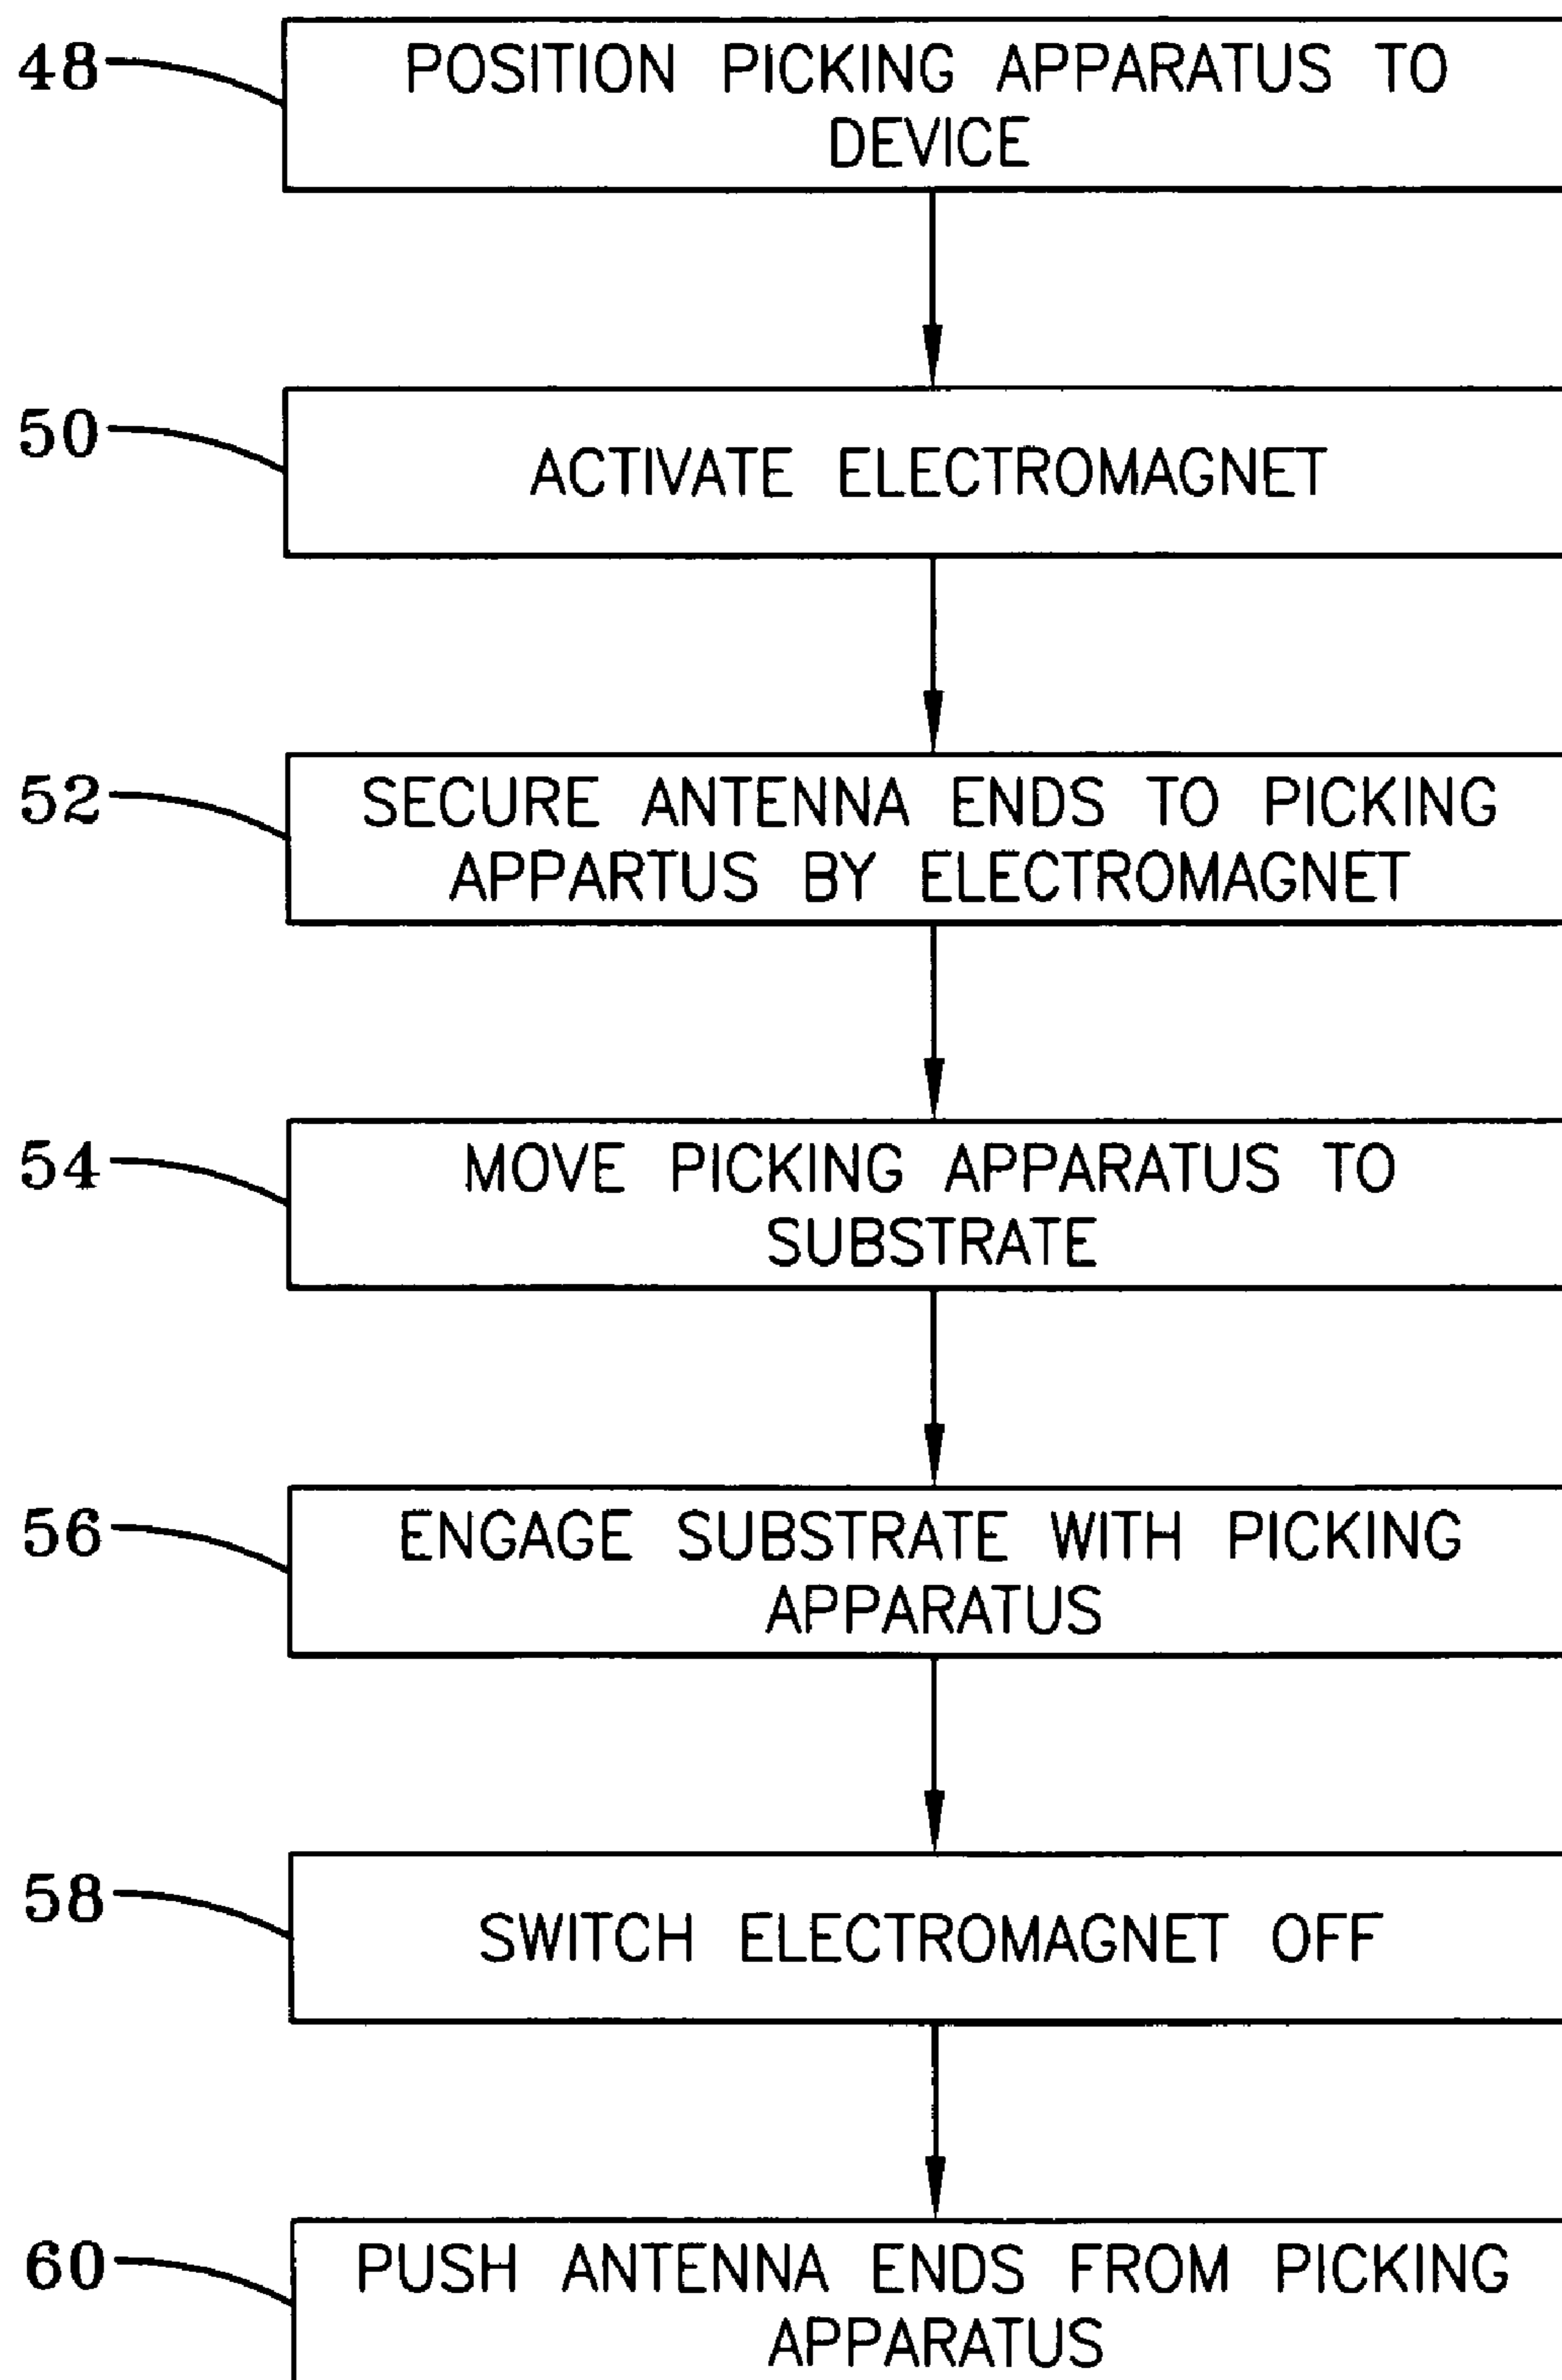 48
POSITION PICKING APPARATUS TO
DEVICE
50
ACTIVATE ELECTROMAGNET
52
SECURE ANTENNA ENDS TO PICKING
APPARTUS BY ELECTROMAGNET
54
MOVE PICKING APPARATUS TO
SUBSTRATE
56
ENGAGE SUBSTRATE WITH PICKING
APPARATUS
58
SWITCH ELECTROMAGNET OFF
60
PUSH ANTENNA ENDS FROM PICKING
APPARATUS